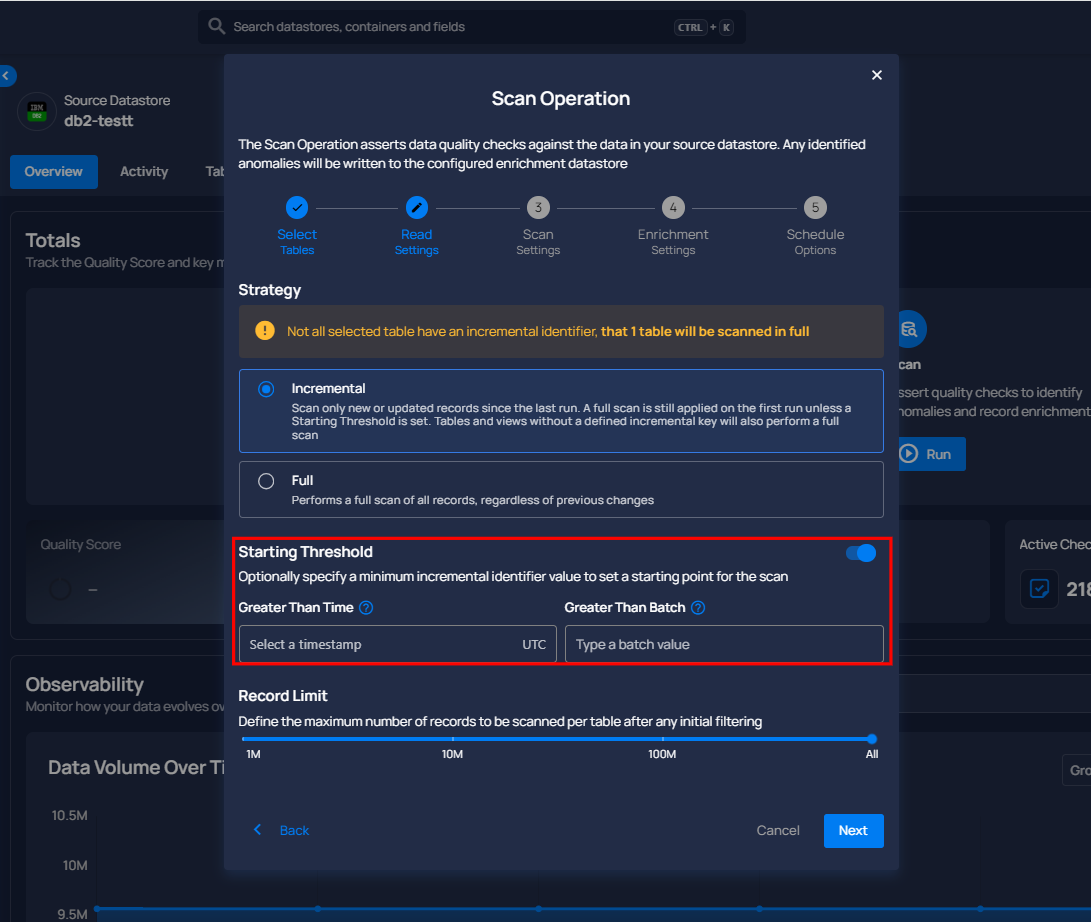 Search datastores, containers and fields
CTRL + K
Source Datastore
db2-testt
IBM
DB2
Overview
Activity
Scan Operation
The Scan Operation asserts data quality checks against the data in your source datastore. Any identified
anomalies will be written to the configured enrichment datastore
3
4
5
Select
Tables
Read
Settings
Scan
Settings
Enrichment
Settings
Schedule
Options
Totals
Track the Quality Score and key
Strategy
Not all selected table have an incremental identifier, that 1 table will be scanned in full
Incremental
Scan only new or updated records since the last run. A full scan is still applied on the first run unless a
Starting Threshold is set. Tables and views without a defined incremental key will also perform a full
scan
Full
Performs a full scan of all records, regardless of previous changes
Starting Threshold
Optionally specify a minimum incremental identifier value to set a starting point for the scan
Greater Than Time
Greater Than Batch
Select a timestamp UTC
Type a batch value
Record Limit
Define the maximum number of records to be scanned per table after any initial filtering
1M 10M 100M All
Back
Cancel
Next
can
ssert quality checks to identify
nomalies and record enrichment
Run
Quality Score
–
Active Chec
218
Observability
Monitor how your data evolves ov
Data Volume Over Ti
Gro
10.5M
10M
9.5M